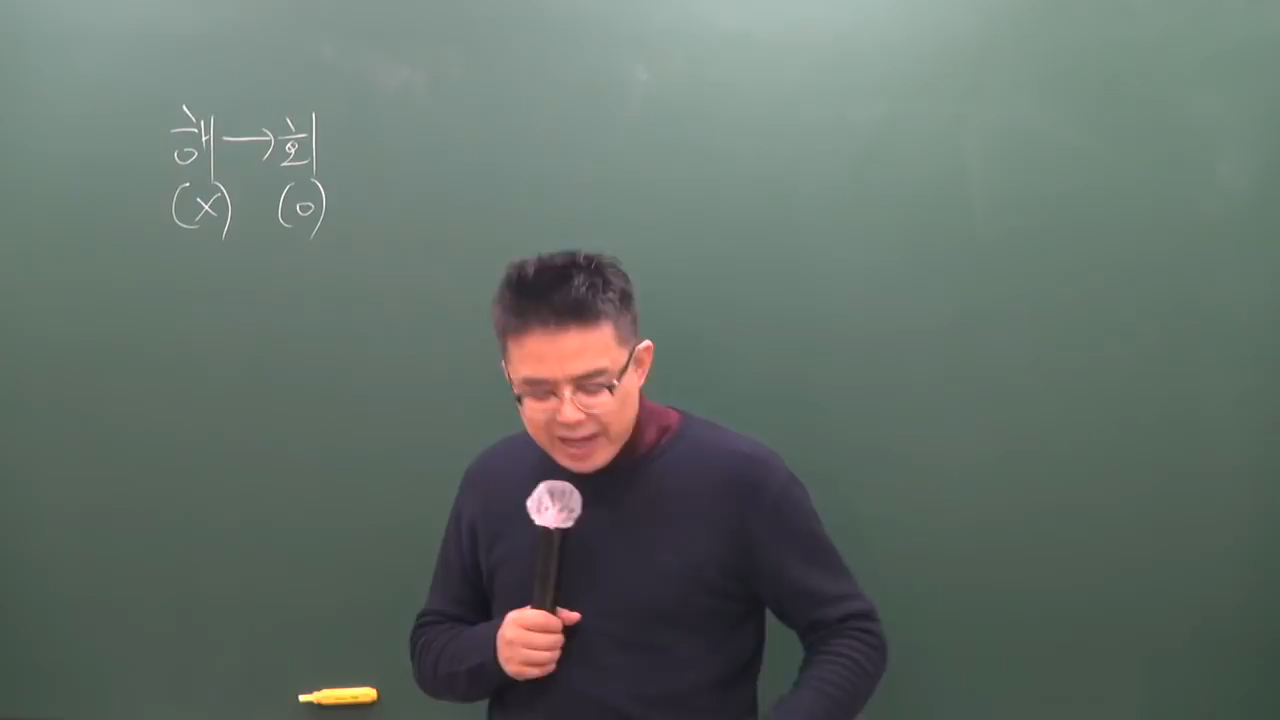 해 → 회
(X) (O)